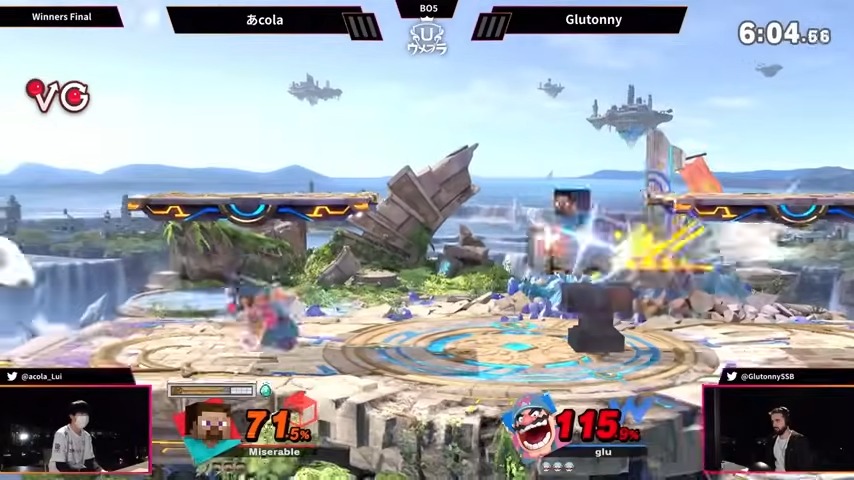 Winners Final
あcola
BO5
Glutonny
U
ウメブラ
6:04.56
VG
@acola_Lui
@GlutonnySSB
71.5%
115.9%
Miserable
glu